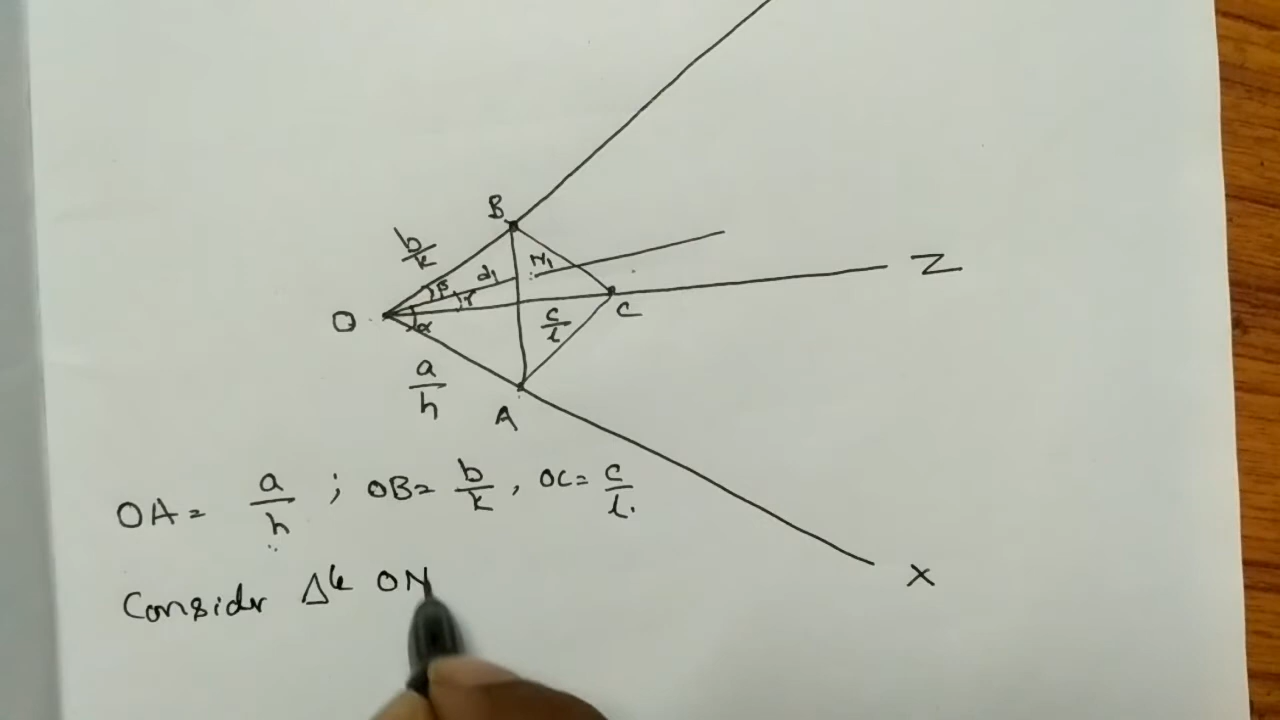 B
b/k
N₁
d₁
β
γ
Z
O
α
c/l
C
a/h
A
OA = a/h ; OB = b/k , OC = c/l .
Consider Δle ON
X